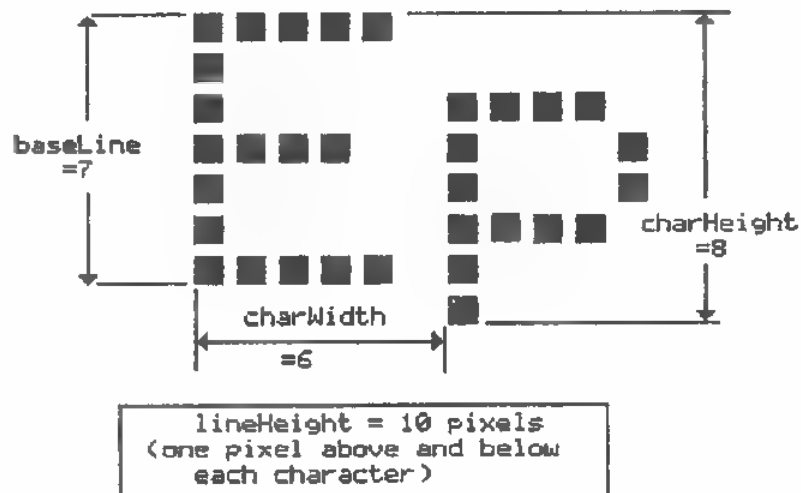 baseLine
=7
charHeight
=8
charWidth
=6
lineHeight = 10 pixels
(one pixel above and below
each character)